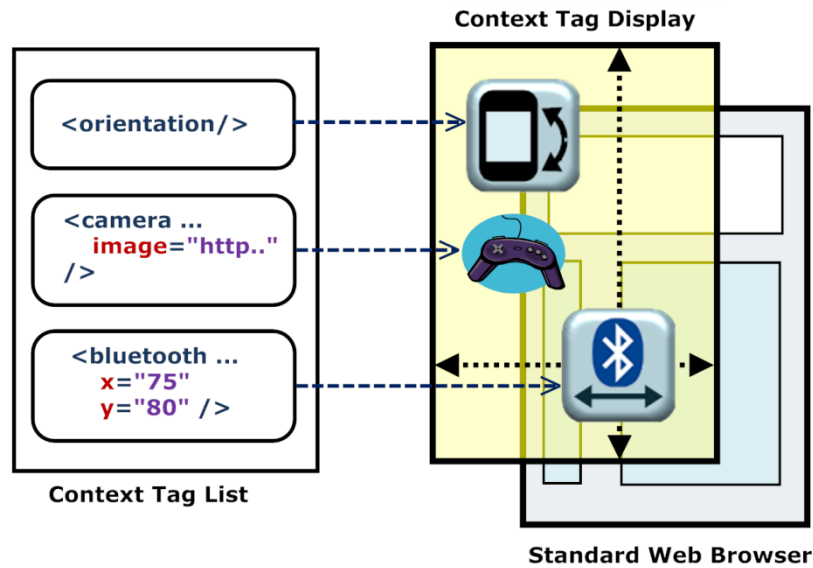 Context Tag Display
<orientation/>
<camera ...
image="http.."
/>
<bluetooth ...
x="75"
y="80" />
Context Tag List
Standard Web Browser